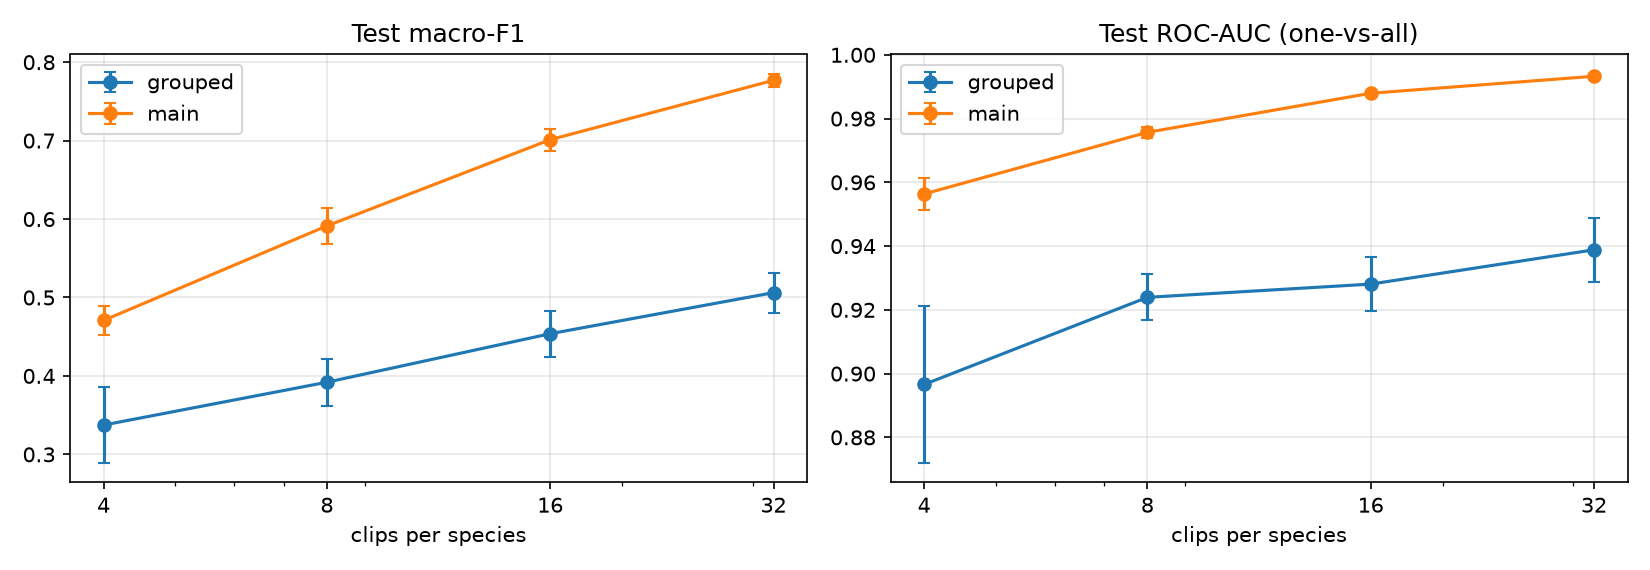 Test macro-F1
0.8
0.7
0.6
0.5
0.4
0.3
grouped
main
4 8 16 32
clips per species
Test ROC-AUC (one-vs-all)
1.00
0.98
0.96
0.94
0.92
0.90
0.88
grouped
main
4 8 16 32
clips per species